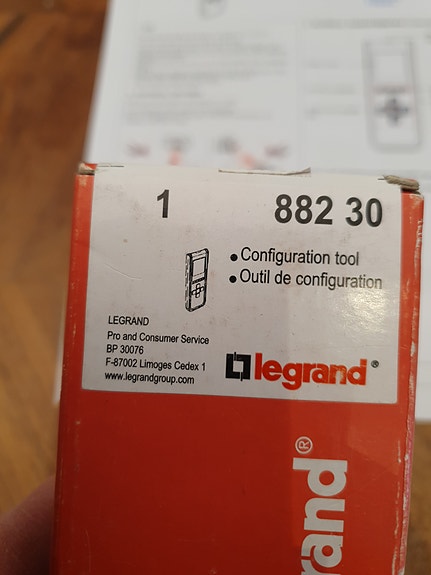 1
882 30
• Configuration tool
• Outil de configuration
LEGRAND
Pro and Consumer Service
BP 30076
F-87002 Limoges Cedex 1
www.legrandgroup.com
legrand®
rand®